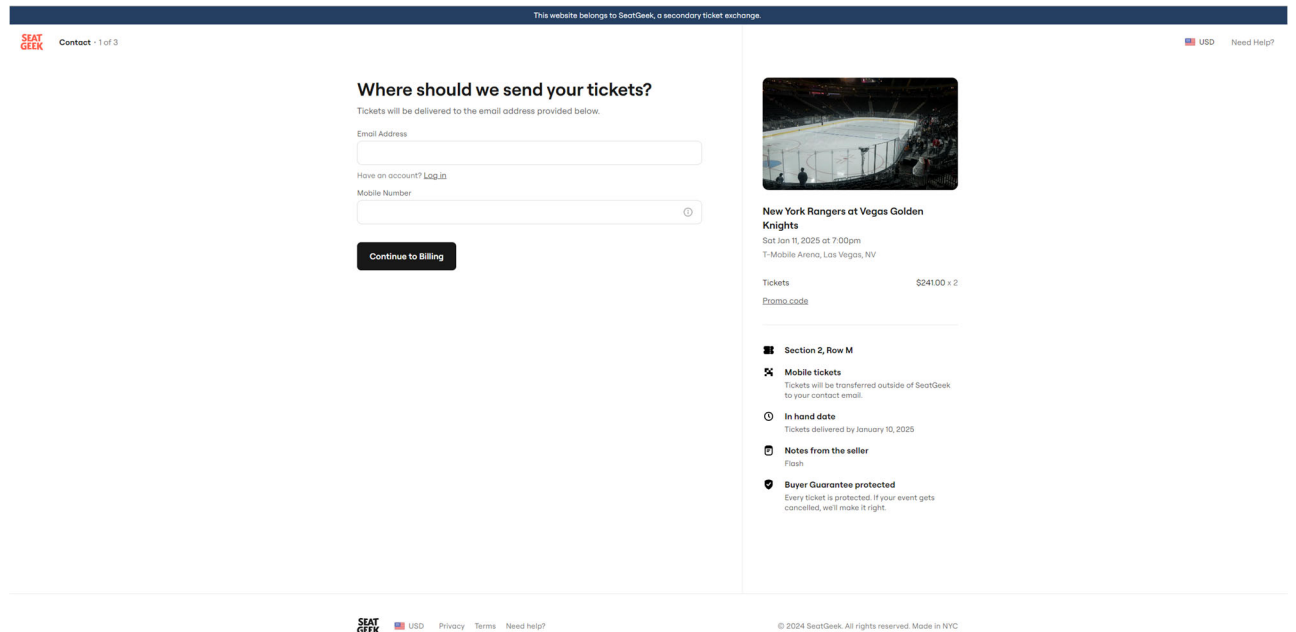 This website belongs to SeatGeek, a secondary ticket exchange.
SEAT
GEEK
Contact · 1 of 3
USD
Need Help?
Where should we send your tickets?
Tickets will be delivered to the email address provided below.
Email Address
Have an account? Log in
Mobile Number
Continue to Billing
New York Rangers at Vegas Golden
Knights
Sat Jan 11, 2025 at 7:00pm
T-Mobile Arena, Las Vegas, NV
Tickets $241.00 x 2
Promo code
Section 2, Row M
Mobile tickets
Tickets will be transferred outside of SeatGeek
to your contact email.
In hand date
Tickets delivered by January 10, 2025
Notes from the seller
Flash
Buyer Guarantee protected
Every ticket is protected. If your event gets
cancelled, we'll make it right.
SEAT
GEEK
USD
Privacy
Terms
Need help?
© 2024 SeatGeek. All rights reserved. Made in NYC